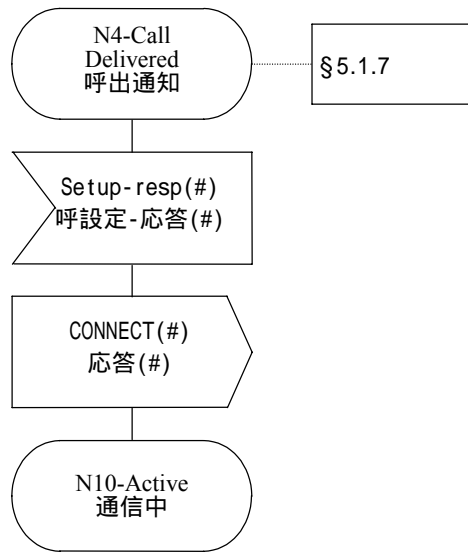 N4-Call
Delivered
呼出通知
§5.1.7
Setup-resp(#)
呼設定-応答(#)
CONNECT(#)
応答(#)
N10-Active
通信中